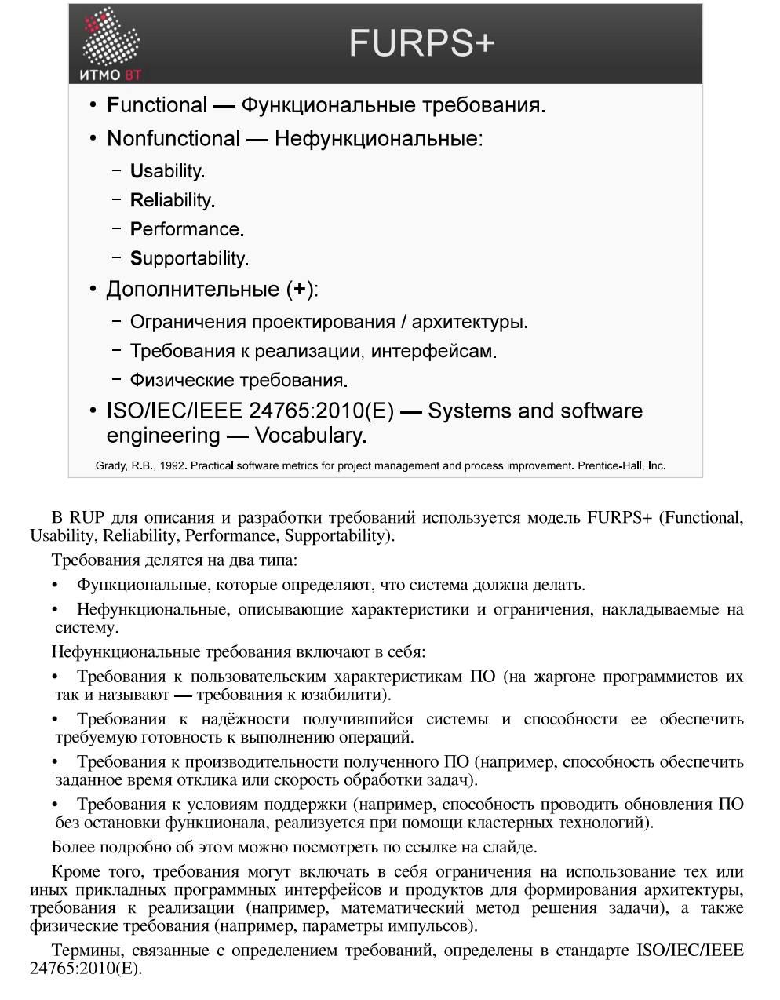 ИТМО ВТ
FURPS+
• Functional — Функциональные требования.
• Nonfunctional — Нефункциональные:
– Usability.
– Reliability.
– Performance.
– Supportability.
• Дополнительные (+):
– Ограничения проектирования / архитектуры.
– Требования к реализации, интерфейсам.
– Физические требования.
• ISO/IEC/IEEE 24765:2010(E) — Systems and software
engineering — Vocabulary.
Grady, R.B., 1992. Practical software metrics for project management and process improvement. Prentice-Hall, Inc.
В RUP для описания и разработки требований используется модель FURPS+ (Functional,
Usability, Reliability, Performance, Supportability).
Требования делятся на два типа:
• Функциональные, которые определяют, что система должна делать.
• Нефункциональные, описывающие характеристики и ограничения, накладываемые на
систему.
Нефункциональные требования включают в себя:
• Требования к пользовательским характеристикам ПО (на жаргоне программистов их
так и называют — требования к юзабилити).
• Требования к надёжности получившийся системы и способности ее обеспечить
требуемую готовность к выполнению операций.
• Требования к производительности полученного ПО (например, способность обеспечить
заданное время отклика или скорость обработки задач).
• Требования к условиям поддержки (например, способность проводить обновления ПО
без остановки функционала, реализуется при помощи кластерных технологий).
Более подробно об этом можно посмотреть по ссылке на слайде.
Кроме того, требования могут включать в себя ограничения на использование тех или
иных прикладных программных интерфейсов и продуктов для формирования архитектуры,
требования к реализации (например, математический метод решения задачи), а также
физические требования (например, параметры импульсов).
Термины, связанные с определением требований, определены в стандарте ISO/IEC/IEEE
24765:2010(E).